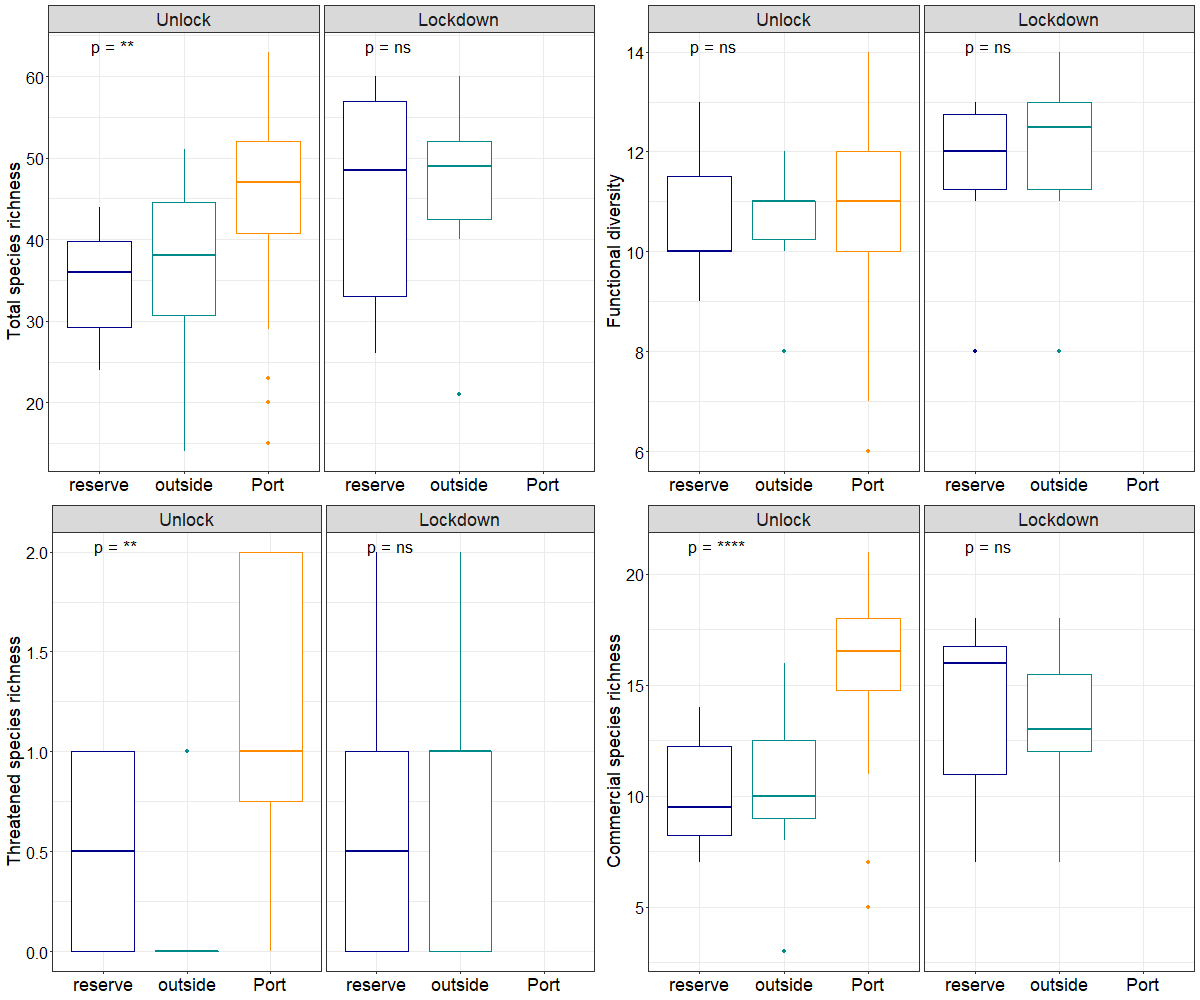 Unlock Lockdown
p = ** p = ns
Total species richness
60
50
40
30
20
reserve outside Port reserve outside Port
Unlock Lockdown
p = ns p = ns
Functional diversity
14
12
10
8
6
reserve outside Port reserve outside Port
Unlock Lockdown
p = ** p = ns
Threatened species richness
2.0
1.5
1.0
0.5
0.0
reserve outside Port reserve outside Port
Unlock Lockdown
p = **** p = ns
Commercial species richness
20
15
10
5
reserve outside Port reserve outside Port